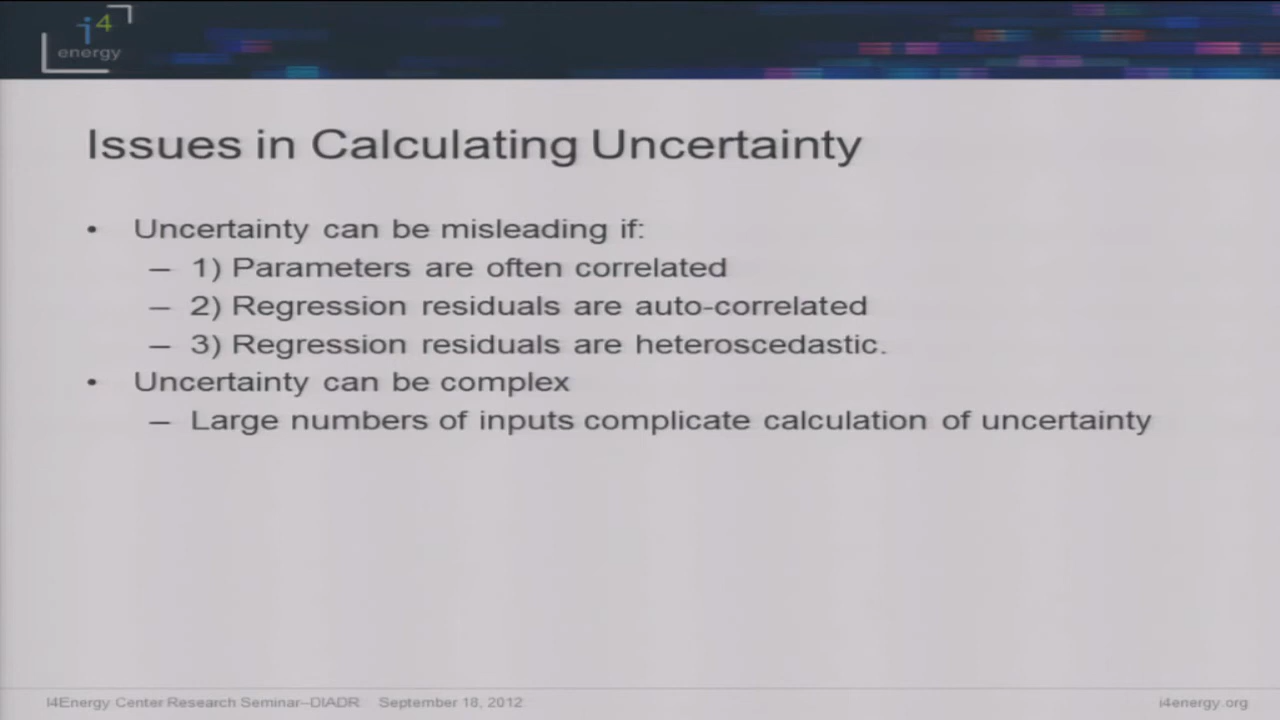 i4
energy
Issues in Calculating Uncertainty
• Uncertainty can be misleading if:
– 1) Parameters are often correlated
– 2) Regression residuals are auto-correlated
– 3) Regression residuals are heteroscedastic.
• Uncertainty can be complex
– Large numbers of inputs complicate calculation of uncertainty
I4Energy Center Research Seminar–DIADR September 18, 2012
i4energy.org